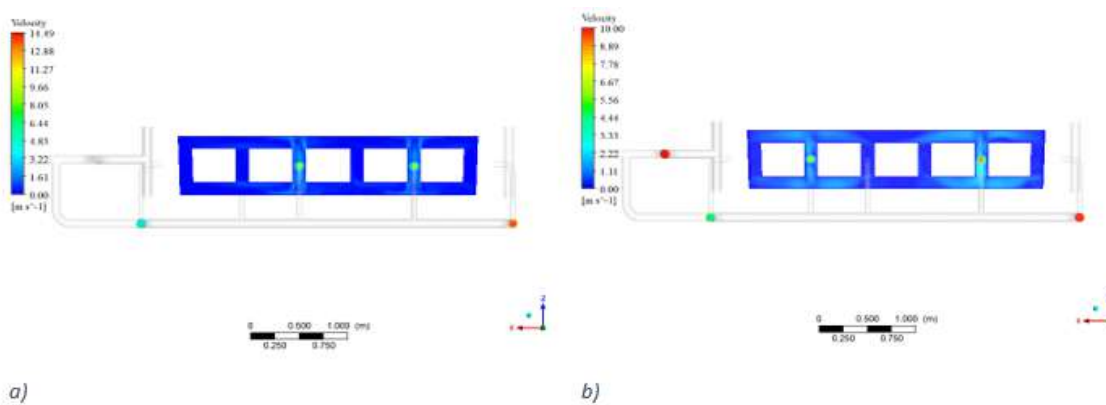 Velocity
14.49
12.88
11.27
9.66
8.05
6.44
4.83
3.22
1.61
0.00
[m s^-1]
0 0.500 1.000 (m)
0.250 0.750
Z
X
a)
Velocity
10.00
8.89
7.78
6.67
5.56
4.44
3.33
2.22
1.11
0.00
[m s^-1]
0 0.500 1.000 (m)
0.250 0.750
b)